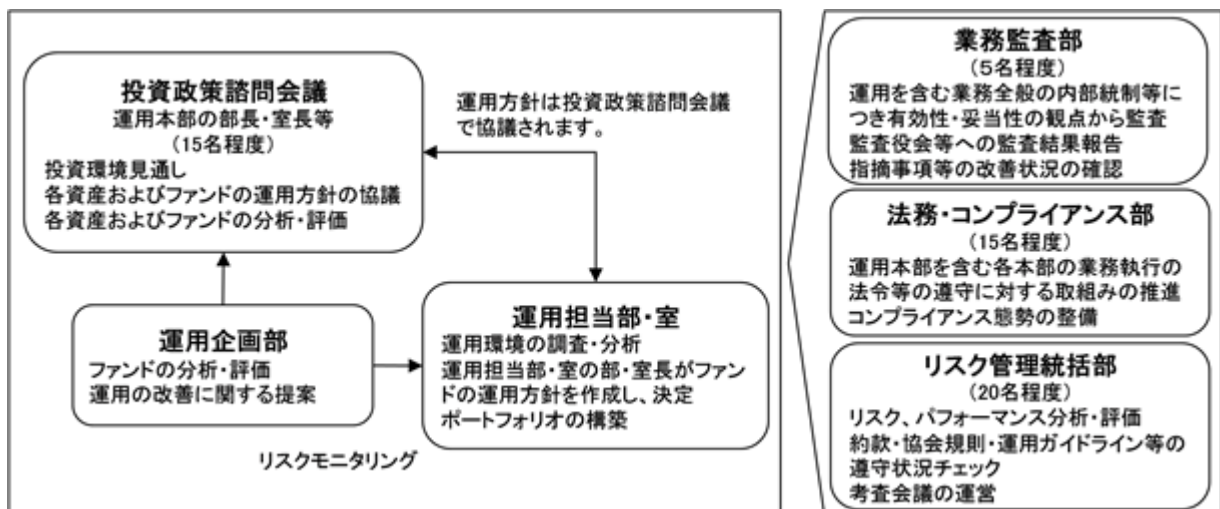 投資政策諮問会議
運用本部の部長・室長等
(15名程度)
投資環境見通し
各資産およびファンドの運用方針の協議
各資産およびファンドの分析・評価
運用方針は投資政策諮問会議
で協議されます。
運用企画部
ファンドの分析・評価
運用の改善に関する提案
運用担当部・室
運用環境の調査・分析
運用担当部・室の部・室長がファン
ドの運用方針を作成し、決定
ポートフォリオの構築
リスクモニタリング
業務監査部
(5名程度)
運用を含む業務全般の内部統制等に
つき有効性・妥当性の観点から監査
監査役会等への監査結果報告
指摘事項等の改善状況の確認
法務・コンプライアンス部
(15名程度)
運用本部を含む各本部の業務執行の
法令等の遵守に対する取組みの推進
コンプライアンス態勢の整備
リスク管理統括部
(20名程度)
リスク、パフォーマンス分析・評価
約款・協会規則・運用ガイドライン等の
遵守状況チェック
考査会議の運営